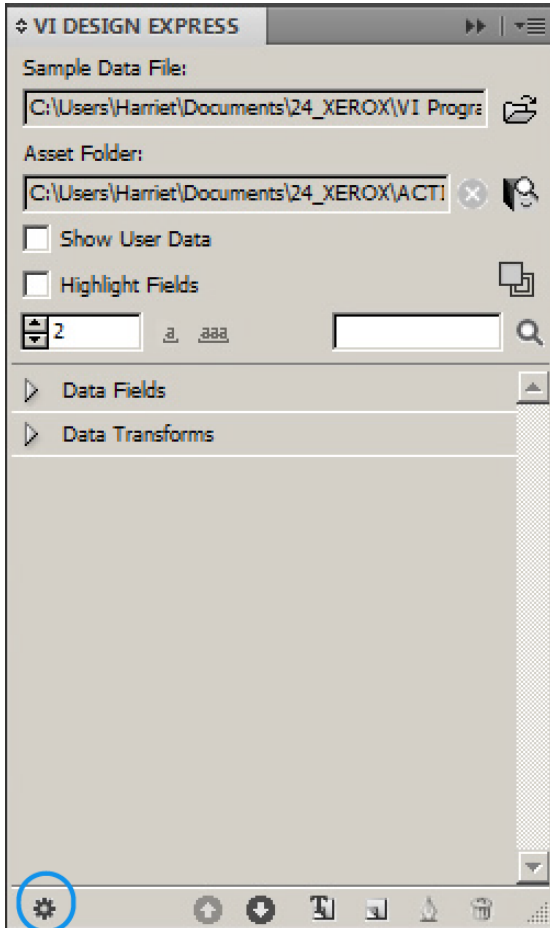 VI DESIGN EXPRESS
Sample Data File:
C:\Users\Harriet\Documents\24_XEROX\VI Progra
Asset Folder:
C:\Users\Harriet\Documents\24_XEROX\ACTI
Show User Data
Highlight Fields
2 a aaa
Data Fields
Data Transforms
T